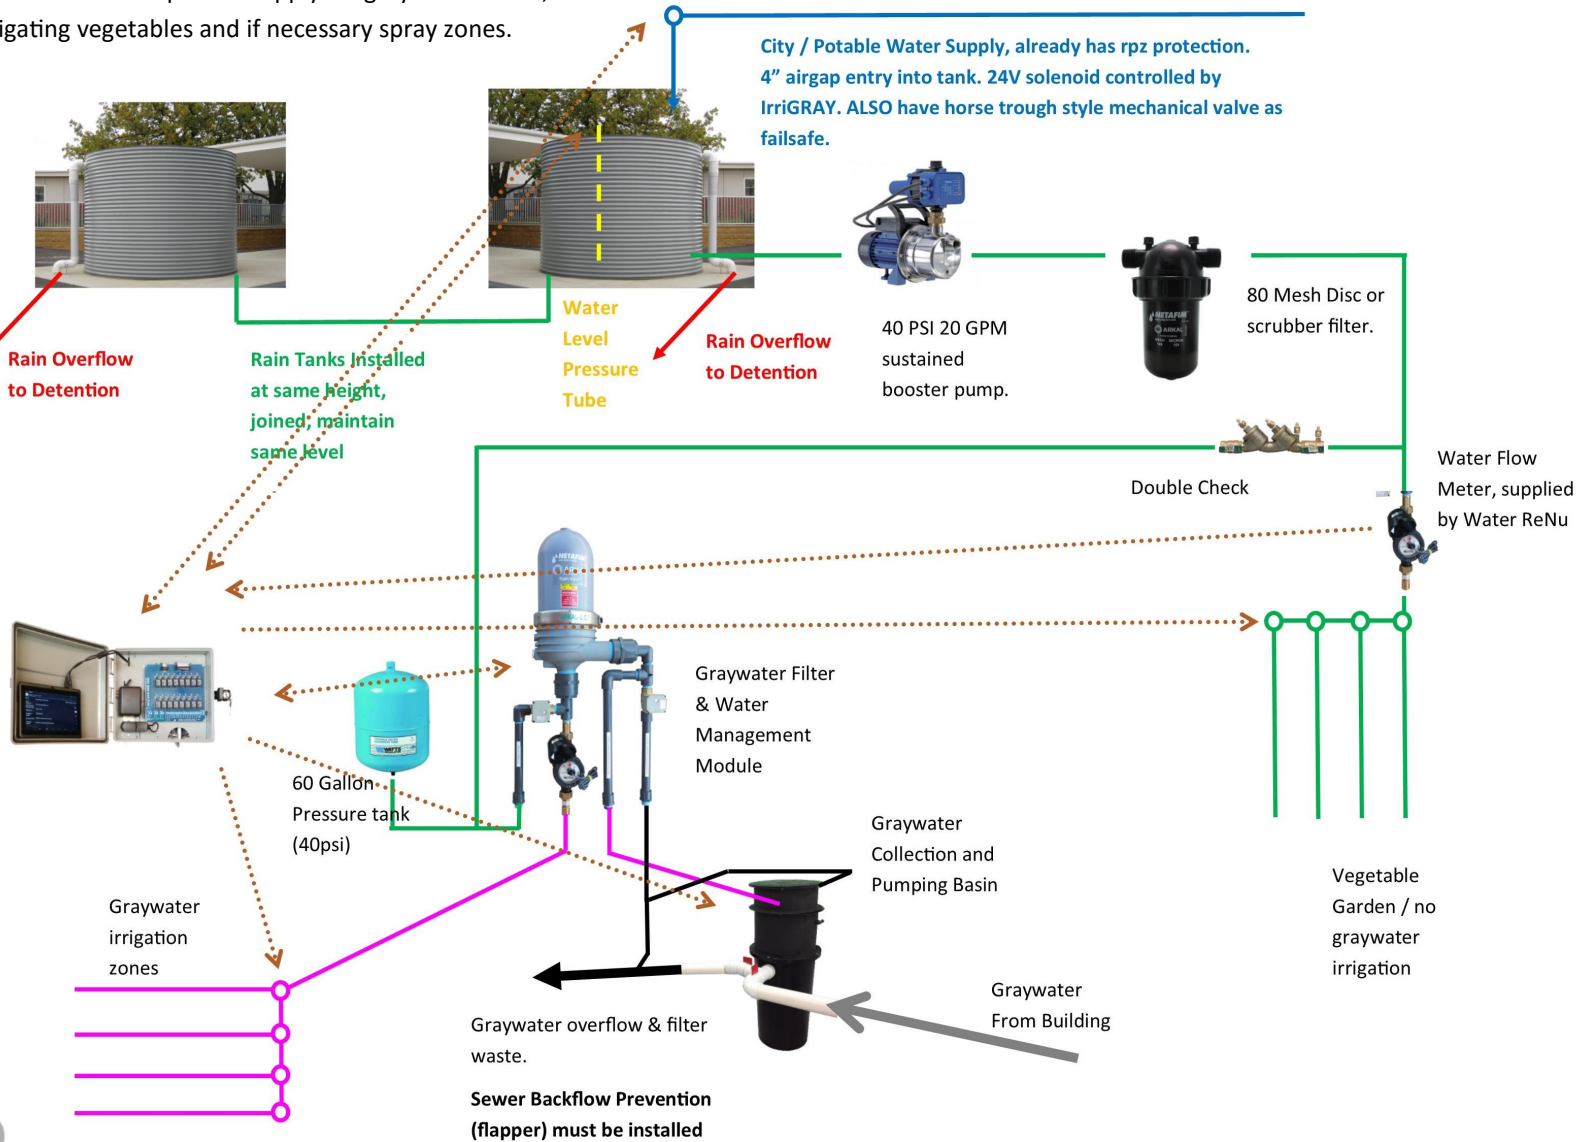 igating vegetables and if necessary spray zones.
City / Potable Water Supply, already has rpz protection.
4” airgap entry into tank. 24V solenoid controlled by
IrriGRAY. ALSO have horse trough style mechanical valve as
failsafe.
Water
Level
Pressure
Tube
Rain Overflow
to Detention
Rain Tanks Installed
at same height,
joined, maintain
same level
Rain Overflow
to Detention
40 PSI 20 GPM
sustained
booster pump.
NETAFIM
ARKAL
80 Mesh Disc or
scrubber filter.
Double Check
Water Flow
Meter, supplied
by Water ReNu
NETAFIM
Graywater Filter
& Water
Management
Module
WATTS
60 Gallon
Pressure tank
(40psi)
Graywater
Collection and
Pumping Basin
Graywater
irrigation
zones
Vegetable
Garden / no
graywater
irrigation
Graywater
From Building
Graywater overflow & filter
waste.
Sewer Backflow Prevention
(flapper) must be installed